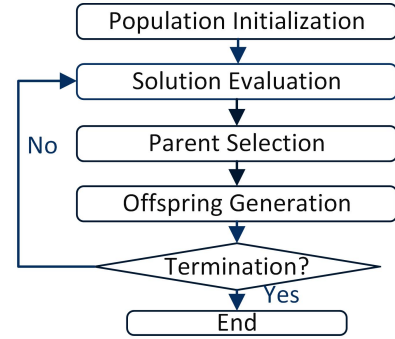 Population Initialization
Solution Evaluation
No
Parent Selection
Offspring Generation
Termination?
Yes
End